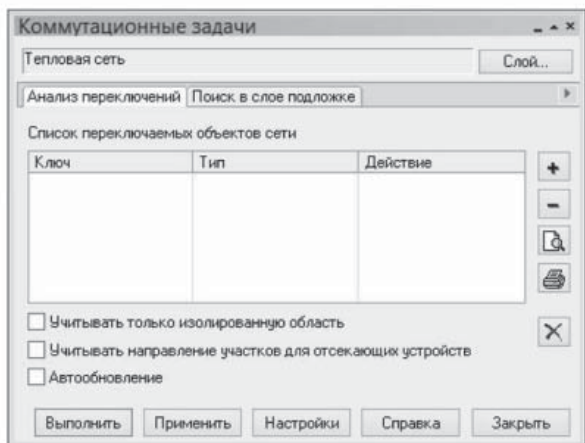 Коммутационные задачи
Тепловая сеть
Слой...
Анализ переключений Поиск в слое подложке
Список переключаемых объектов сети
Ключ Тип Действие
Учитывать только изолированную область
Учитывать направление участков для отсекающих устройств
Автообновление
Выполнить Применить Настройки Справка Закрыть